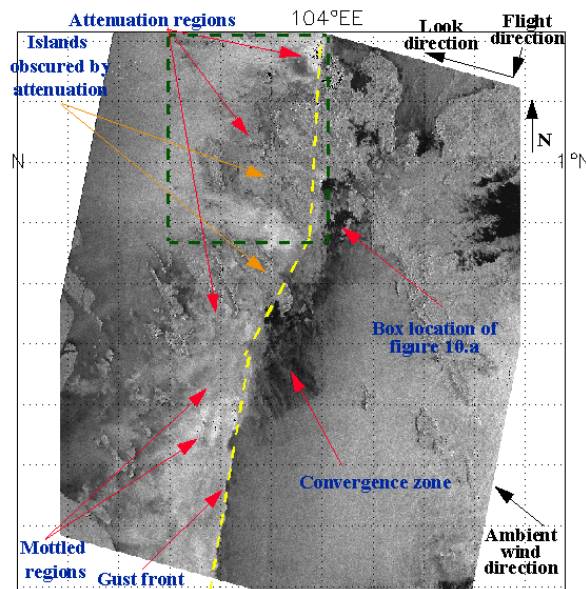 Attenuation regions
104°EE
Islands
obscured by
attenuation
Look
direction
Flight
direction
N
N
1°N
Box location of
figure 10.a
Convergence zone
Mottled
regions
Gust front
Ambient
wind
direction